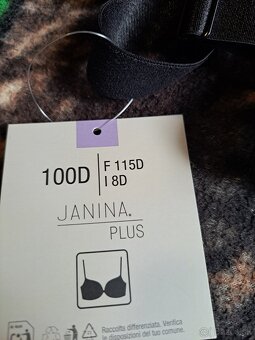 100D
F 115D
I 8D
JANINA®
PLUS
Raccolta differenziata. Verifica
le disposizioni del tuo comune.